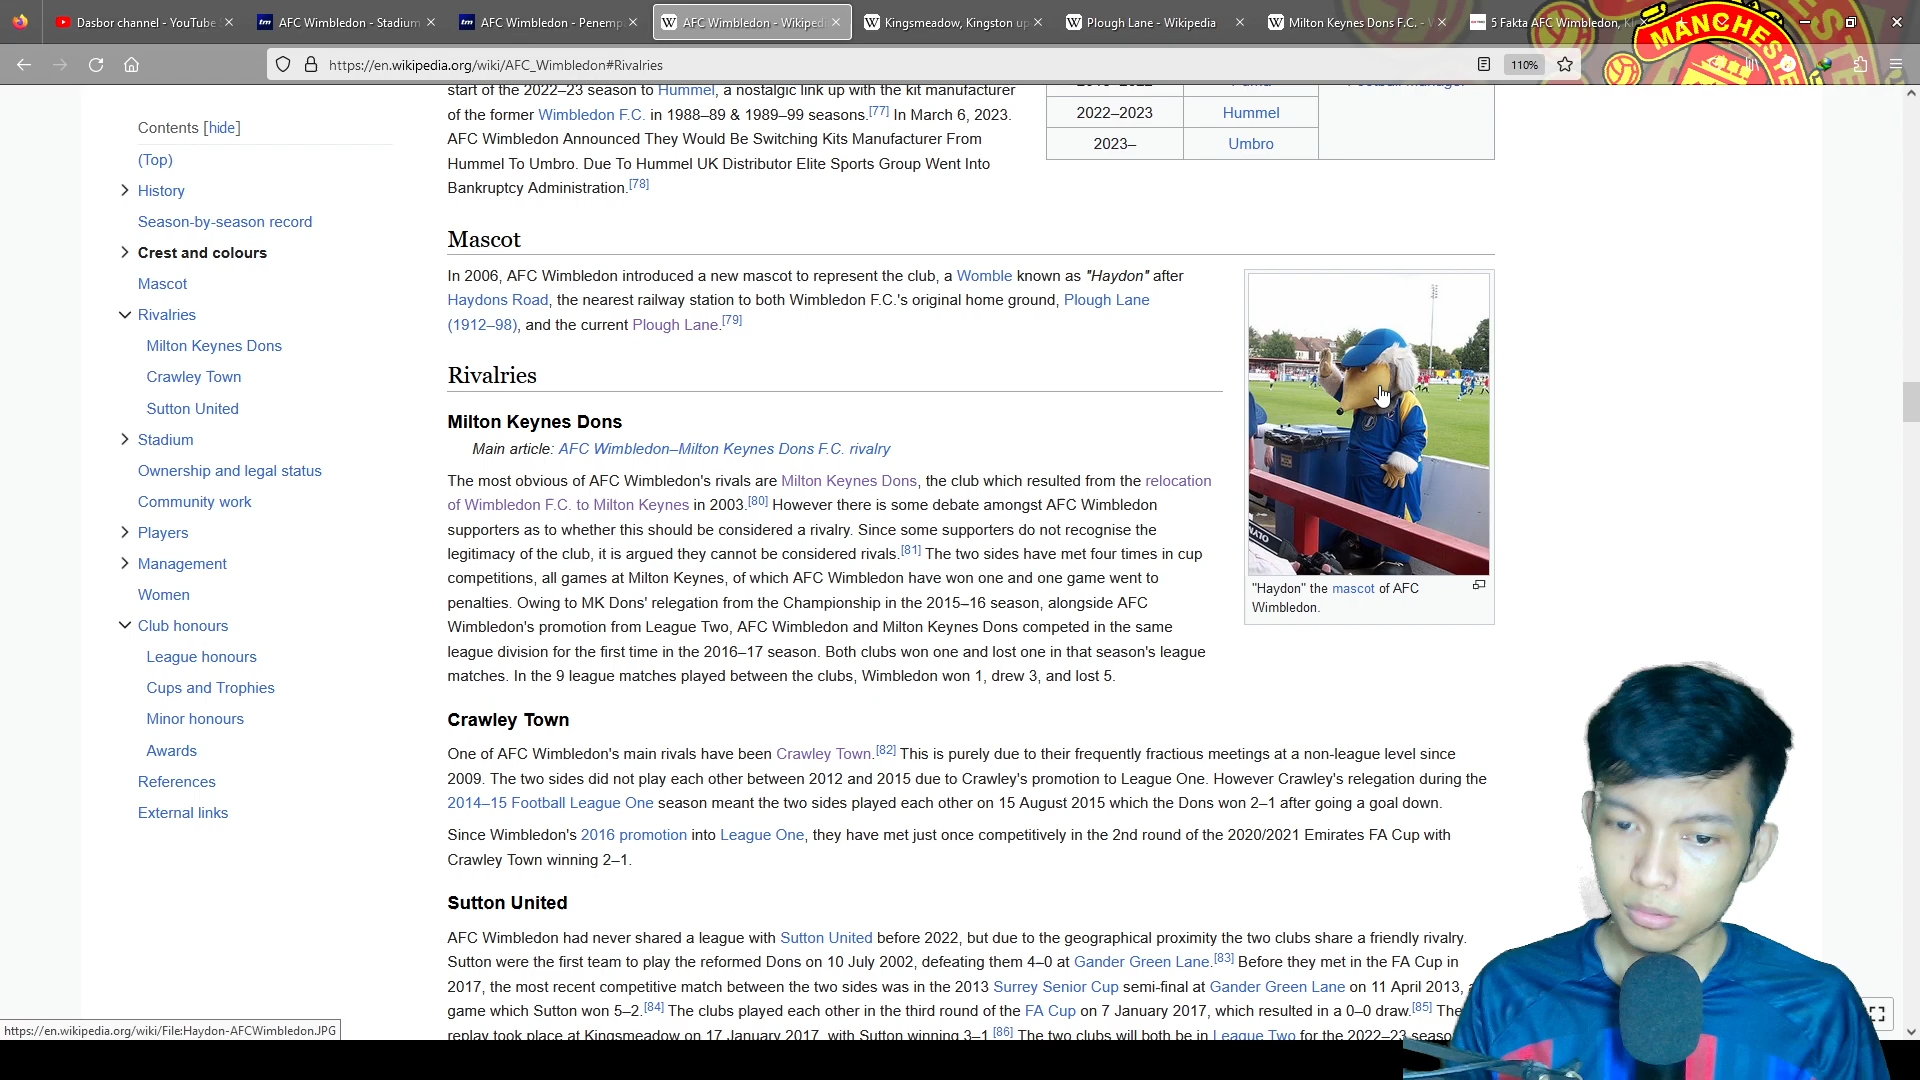 Dasbor channel - YouTube
AFC Wimbledon - Stadium
AFC Wimbledon - Penemp
AFC Wimbledon - Wikiped
Kingsmeadow, Kingston up
Plough Lane - Wikipedia
Milton Keynes Dons F.C. -
5 Fakta AFC Wimbledon,
MANCHESTE
https://en.wikipedia.org/wiki/AFC_Wimbledon#Rivalries
110%
Contents [hide]
(Top)
History
Season-by-season record
Crest and colours
Mascot
Rivalries
Milton Keynes Dons
Crawley Town
Sutton United
Stadium
Ownership and legal status
Community work
Players
Management
Women
Club honours
League honours
Cups and Trophies
Minor honours
Awards
References
External links
start of the 2022–23 season to Hummel, a nostalgic link up with the kit manufacturer
of the former Wimbledon F.C. in 1988–89 & 1989–99 seasons.[77] In March 6, 2023.
AFC Wimbledon Announced They Would Be Switching Kits Manufacturer From
Hummel To Umbro. Due To Hummel UK Distributor Elite Sports Group Went Into
Bankruptcy Administration.[78]
2022–2023 Hummel
2023– Umbro
Mascot
In 2006, AFC Wimbledon introduced a new mascot to represent the club, a Womble known as "Haydon" after
Haydons Road, the nearest railway station to both Wimbledon F.C.'s original home ground, Plough Lane
(1912–98), and the current Plough Lane.[79]
"Haydon" the mascot of AFC
Wimbledon.
Rivalries
Milton Keynes Dons
Main article: AFC Wimbledon–Milton Keynes Dons F.C. rivalry
The most obvious of AFC Wimbledon's rivals are Milton Keynes Dons, the club which resulted from the relocation
of Wimbledon F.C. to Milton Keynes in 2003.[80] However there is some debate amongst AFC Wimbledon
supporters as to whether this should be considered a rivalry. Since some supporters do not recognise the
legitimacy of the club, it is argued they cannot be considered rivals.[81] The two sides have met four times in cup
competitions, all games at Milton Keynes, of which AFC Wimbledon have won one and one game went to
penalties. Owing to MK Dons' relegation from the Championship in the 2015–16 season, alongside AFC
Wimbledon's promotion from League Two, AFC Wimbledon and Milton Keynes Dons competed in the same
league division for the first time in the 2016–17 season. Both clubs won one and lost one in that season's league
matches. In the 9 league matches played between the clubs, Wimbledon won 1, drew 3, and lost 5.
Crawley Town
One of AFC Wimbledon's main rivals have been Crawley Town.[82] This is purely due to their frequently fractious meetings at a non-league level since
2009. The two sides did not play each other between 2012 and 2015 due to Crawley's promotion to League One. However Crawley's relegation during the
2014–15 Football League One season meant the two sides played each other on 15 August 2015 which the Dons won 2–1 after going a goal down.
Since Wimbledon's 2016 promotion into League One, they have met just once competitively in the 2nd round of the 2020/2021 Emirates FA Cup with
Crawley Town winning 2–1.
Sutton United
AFC Wimbledon had never shared a league with Sutton United before 2022, but due to the geographical proximity the two clubs share a friendly rivalry.
Sutton were the first team to play the reformed Dons on 10 July 2002, defeating them 4–0 at Gander Green Lane.[83] Before they met in the FA Cup in
2017, the most recent competitive match between the two sides was in the 2013 Surrey Senior Cup semi-final at Gander Green Lane on 11 April 2013,
game which Sutton won 5–2.[84] The clubs played each other in the third round of the FA Cup on 7 January 2017, which resulted in a 0–0 draw.[85] The
replay took place at Kingsmeadow on 17 January 2017, with Sutton winning 3–1.[86] The two clubs will both be in League Two for the 2022–23 seaso
https://en.wikipedia.org/wiki/File:Haydon-AFCWimbledon.JPG